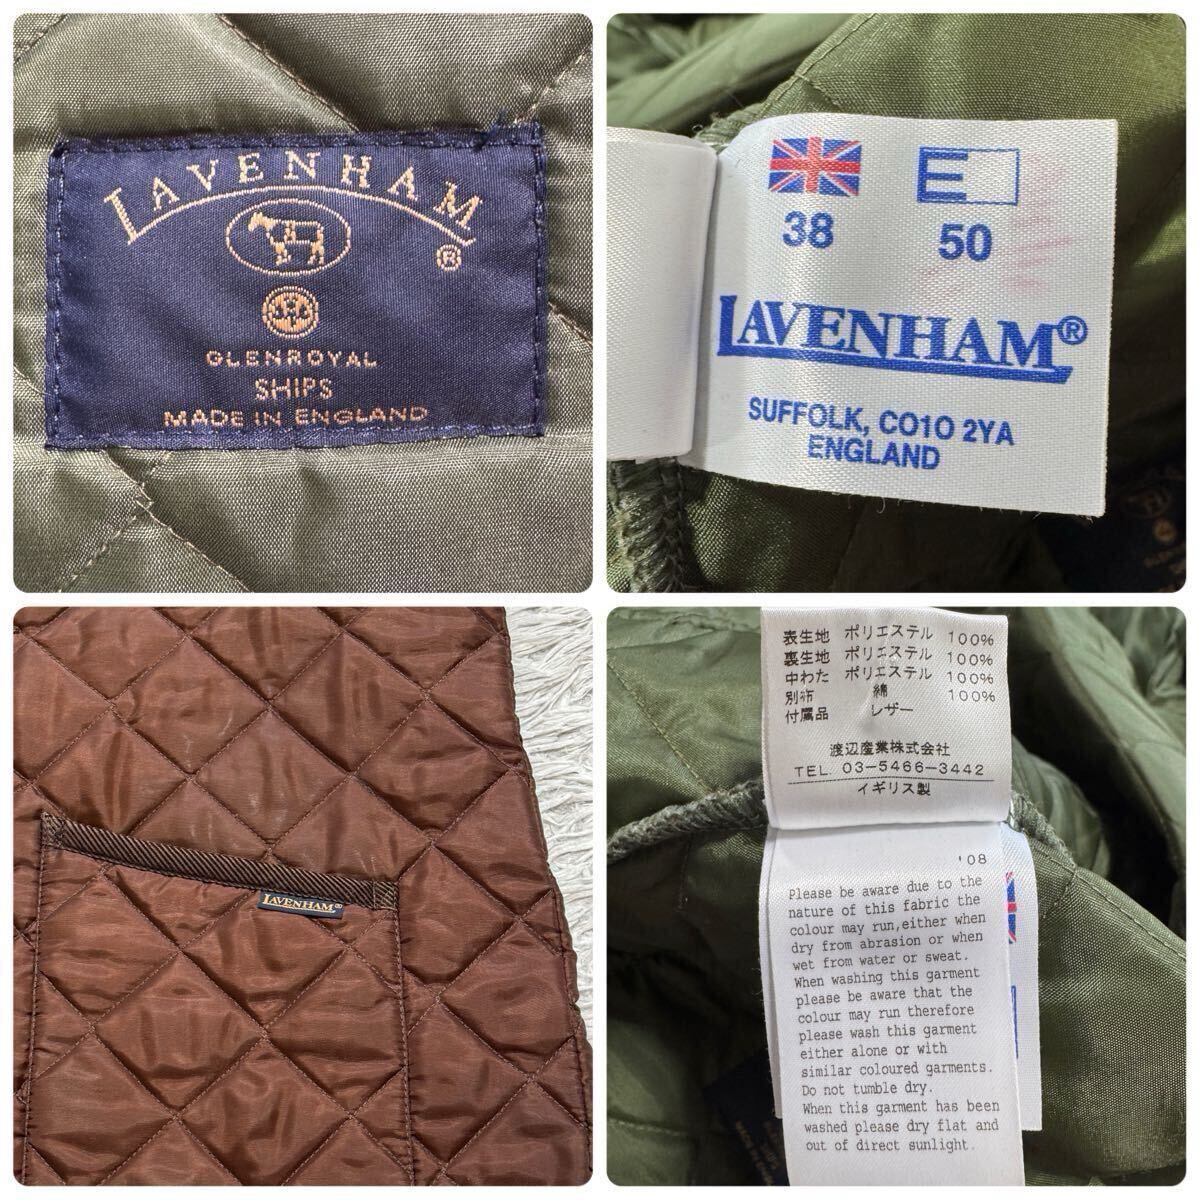 LAVENHAM
®
GLENROYAL
SHIPS
MADE IN ENGLAND
38
E
50
LAVENHAM®
SUFFOLK, CO10 2YA
ENGLAND
LAVENHAM®
表生地 ポリエステル 100%
裏生地 ポリエステル 100%
中わた ポリエステル 100%
別布 綿 100%
付属品 レザー
渡辺産業株式会社
TEL. 03-5466-3442
イギリス製
'08
Please be aware due to the
nature of this fabric the
colour may run,either when
dry from abrasion or when
wet from water or sweat.
When washing this garment
please be aware that the
colour may run therefore
please wash this garment
either alone or with
similar coloured garments.
Do not tumble dry.
When this garment has been
washed please dry flat and
out of direct sunlight.